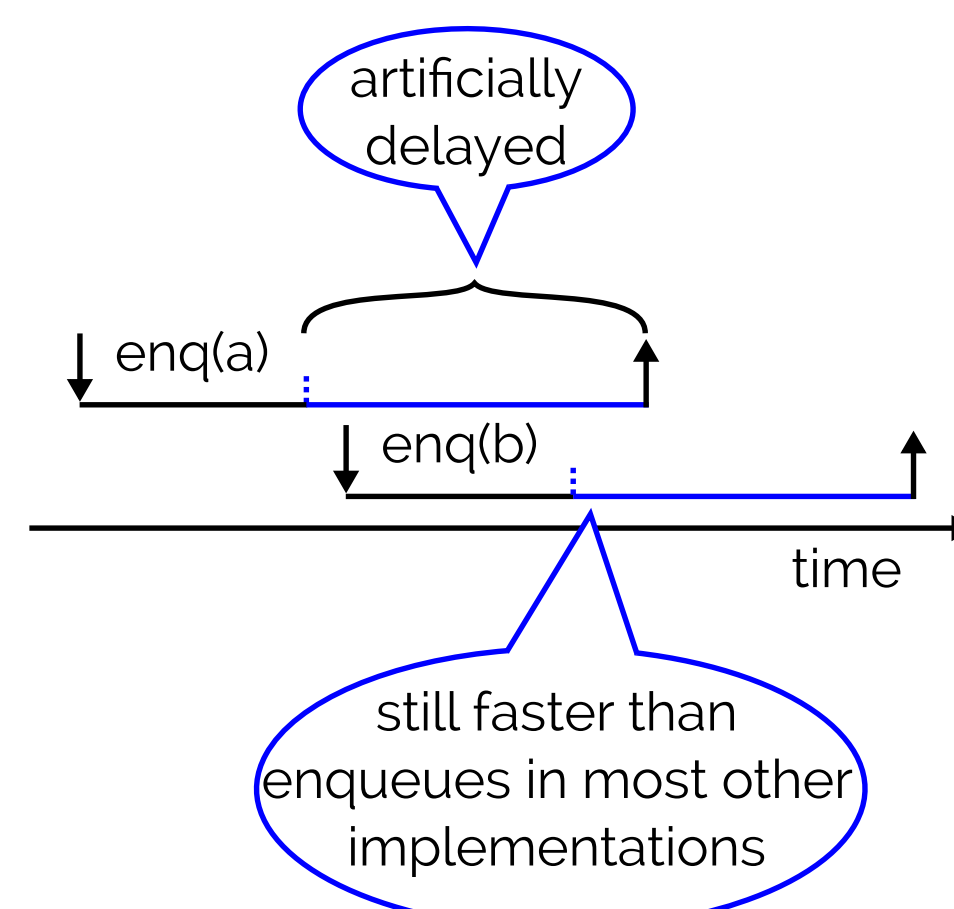 artificially
delayed
enq(a)
enq(b)
time
still faster than
enqueues in most other
implementations